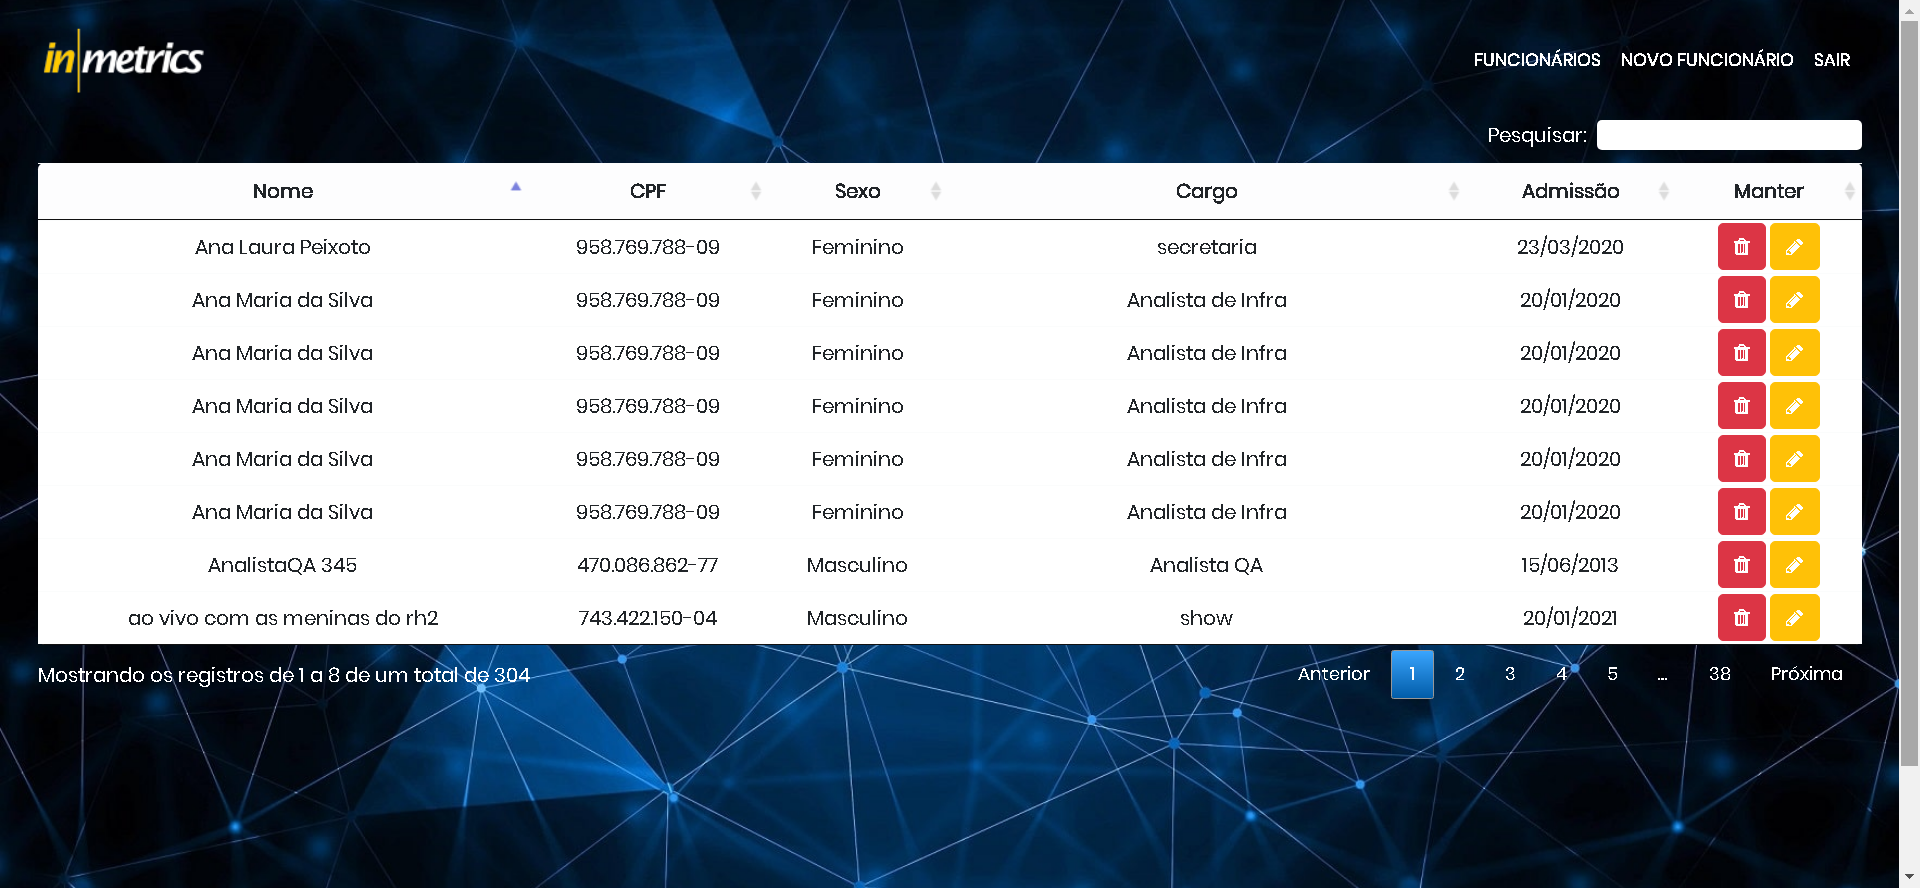 in|metrics
FUNCIONÁRIOS NOVO FUNCIONÁRIO SAIR
Pesquisar:
Nome CPF Sexo Cargo Admissão Manter
Ana Laura Peixoto 958.769.788-09 Feminino secretaria 23/03/2020
Ana Maria da Silva 958.769.788-09 Feminino Analista de Infra 20/01/2020
Ana Maria da Silva 958.769.788-09 Feminino Analista de Infra 20/01/2020
Ana Maria da Silva 958.769.788-09 Feminino Analista de Infra 20/01/2020
Ana Maria da Silva 958.769.788-09 Feminino Analista de Infra 20/01/2020
Ana Maria da Silva 958.769.788-09 Feminino Analista de Infra 20/01/2020
AnalistaQA 345 470.086.862-77 Masculino Analista QA 15/06/2013
ao vivo com as meninas do rh2 743.422.150-04 Masculino show 20/01/2021
Mostrando os registros de 1 a 8 de um total de 304 Anterior 1 2 3 4 5 ... 38 Próxima